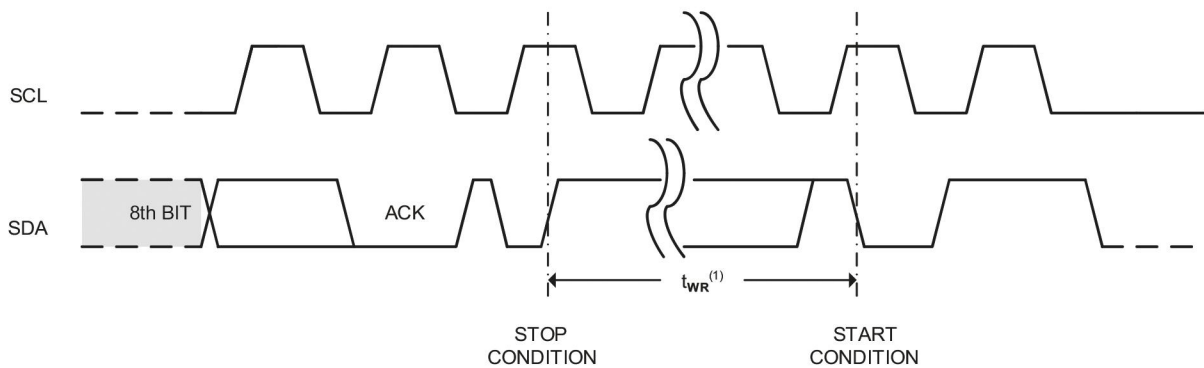 SCL
8th BIT
ACK
SDA
tWR(1)
STOP
CONDITION
START
CONDITION